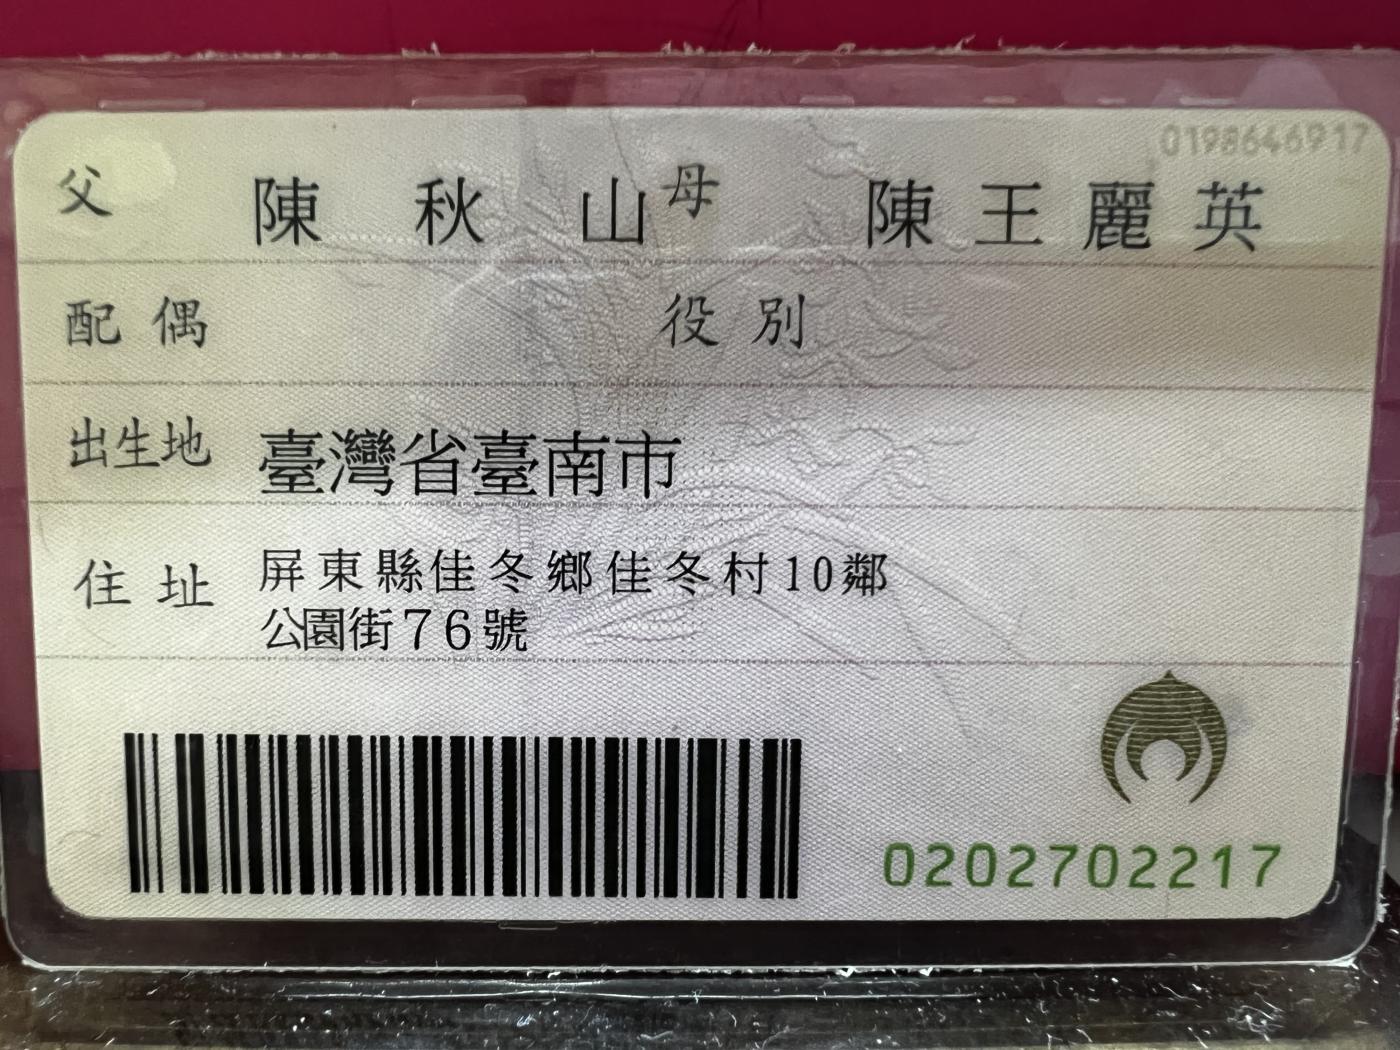 0198646917
父 陳秋山 母 陳王麗英
配偶 役別
出生地 臺灣省臺南市
住址 屏東縣佳冬鄉佳冬村10鄰
公園街76號
0202702217